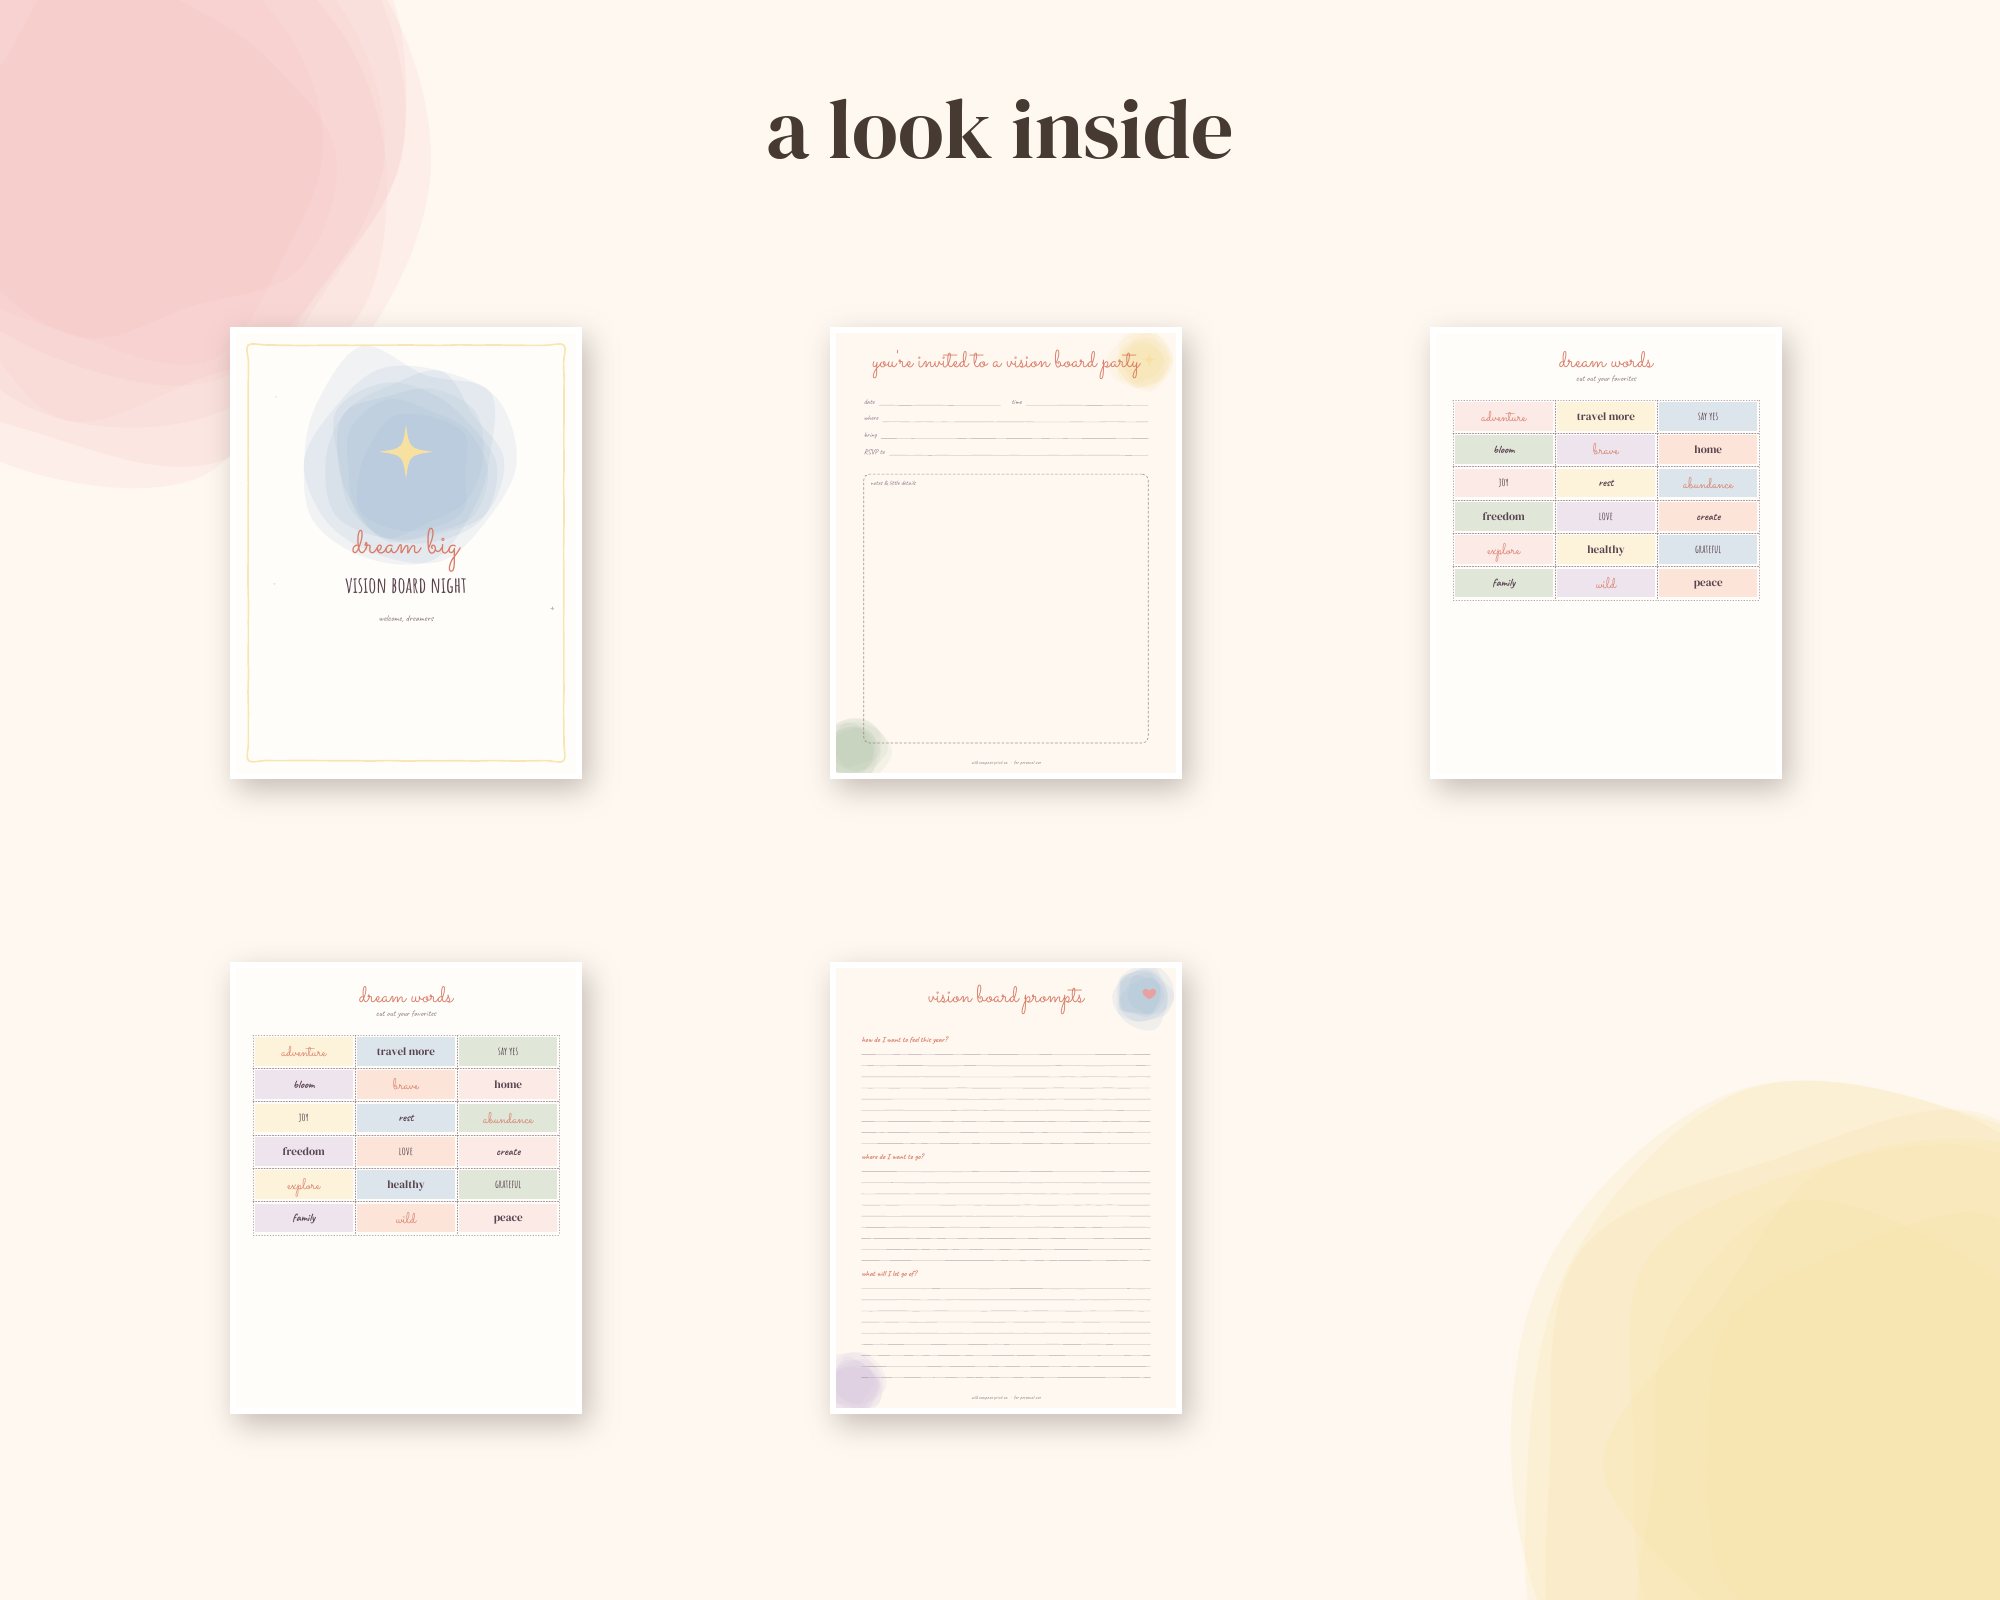 a look inside
dream big
VISION BOARD NIGHT
welcome, dreamers
you're invited to a vision board party
date
time
where
bring
RSVP to
notes & little details
dream words
cut out your favorites
adventure
travel more
SAY YES
bloom
brave
home
JOY
rest
abundance
freedom
LOVE
create
explore
healthy
GRATEFUL
family
wild
peace
dream words
cut out your favorites
adventure
travel more
SAY YES
bloom
brave
home
JOY
rest
abundance
freedom
LOVE
create
explore
healthy
GRATEFUL
family
wild
peace
vision board prompts
how do I want to feel this year?
where do I want to go?
what will I let go of?